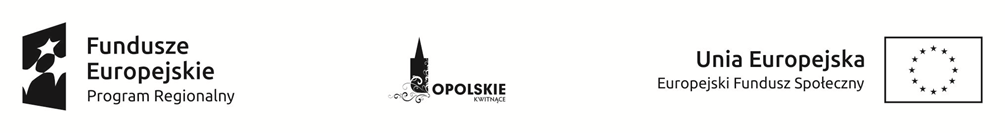 Fundusze
Europejskie
Program Regionalny
OPOLSKIE
KWITNĄCE
Unia Europejska
Europejski Fundusz Społeczny